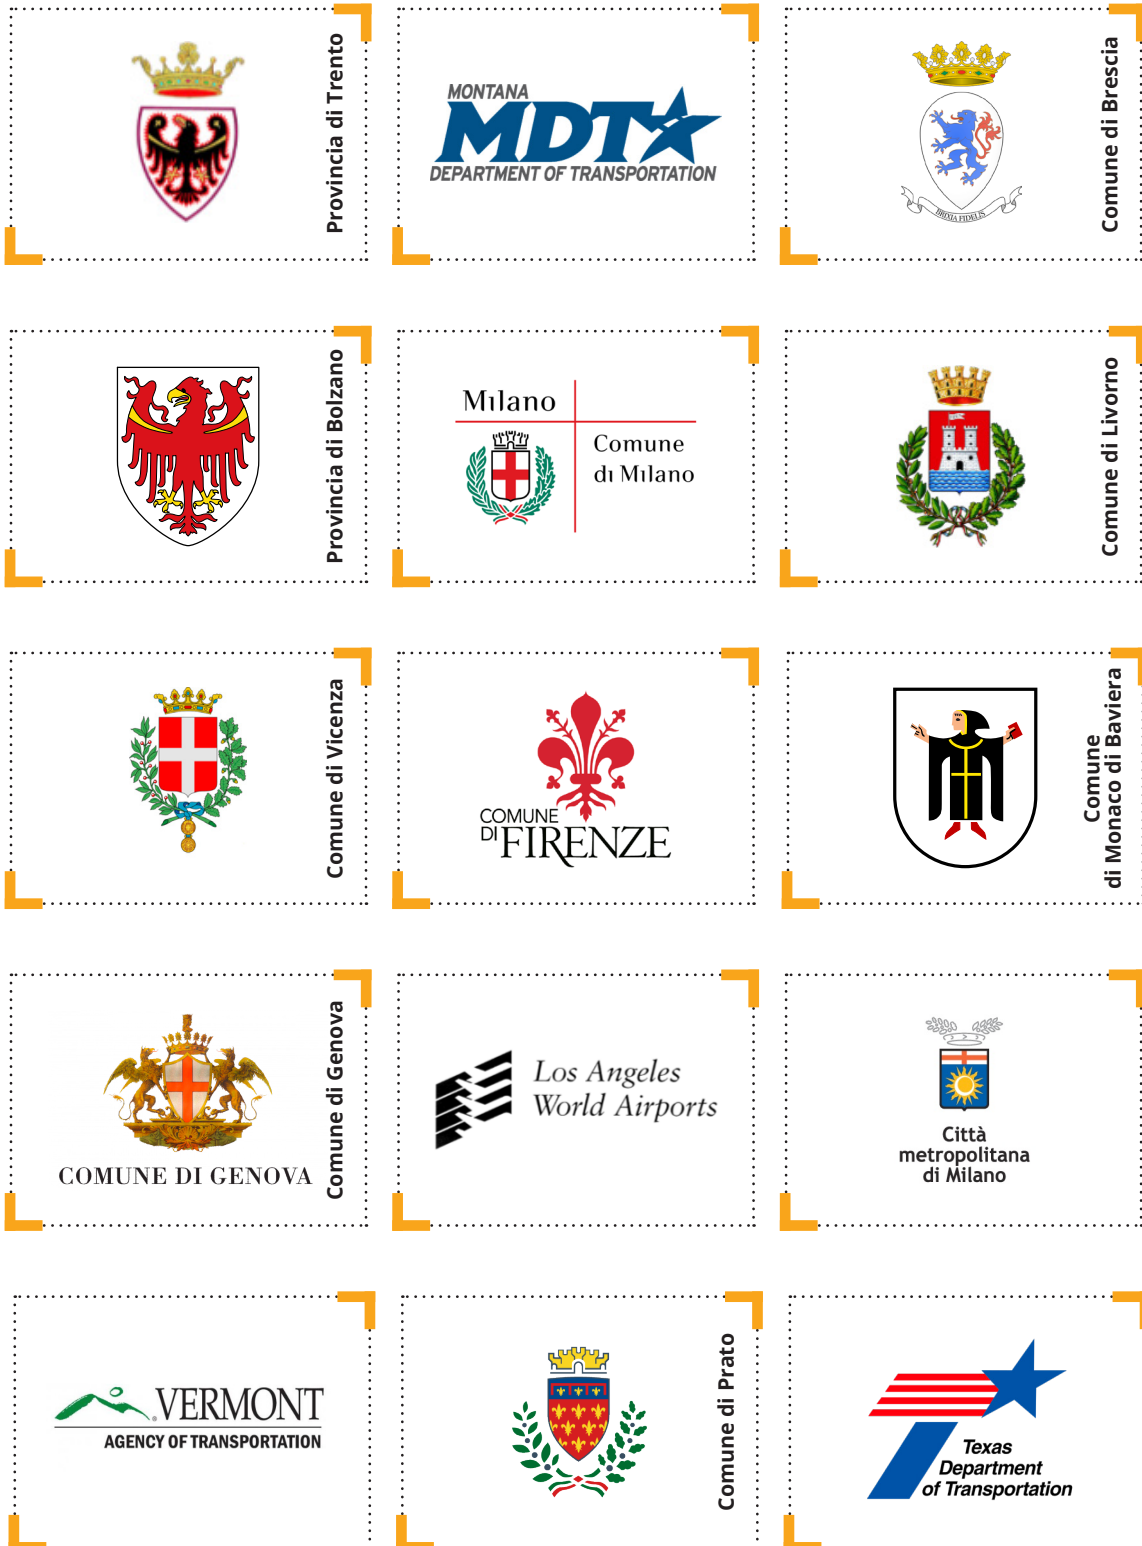 Provincia di Trento
MONTANA
MDT
DEPARTMENT OF TRANSPORTATION
BRIXIA FIDELIS
Comune di Brescia
Provincia di Bolzano
Milano
Comune
di Milano
Comune di Livorno
Comune di Vicenza
COMUNE
DI FIRENZE
Comune
di Monaco di Baviera
COMUNE DI GENOVA
Comune di Genova
Los Angeles
World Airports
Città
metropolitana
di Milano
VERMONT
AGENCY OF TRANSPORTATION
Comune di Prato
Texas
Department
of Transportation